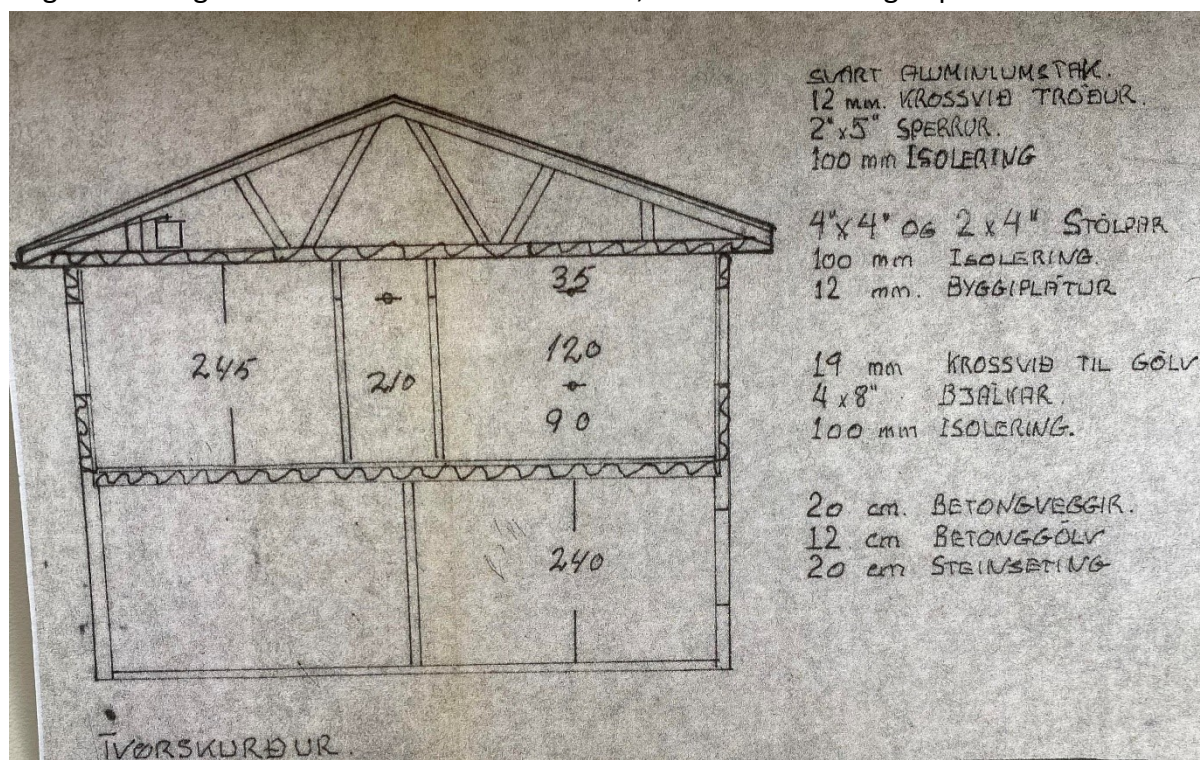 SVART ALUMINIUMSTAK.
12 mm. KROSSVIÐ TRÓÐUR.
2"x5" SPERRUR.
100 mm ISOLERING
4"x4" OG 2x4" STÓLPAR
100 mm ISOLERING.
12 mm. BYGGIPLÁTUR
19 mm KROSSVIÐ TIL GÓLV
4x8" BJÁLKAR.
100 mm ISOLERING.
20 cm. BETONGVEGGIR.
12 cm BETONGGÓLV
20 cm STEINSETING
35
245
210
120
90
240
TVØRSKURÐUR.